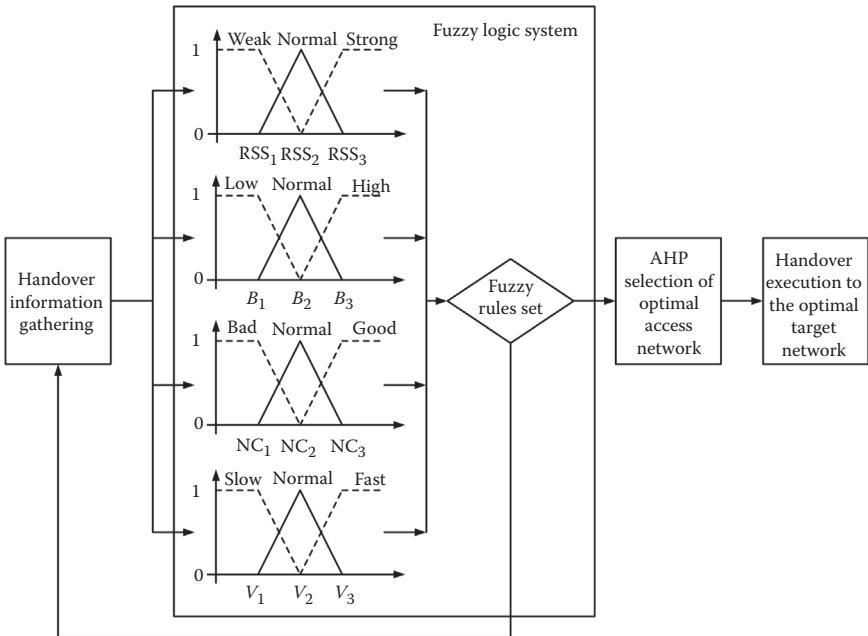 Fuzzy logic system
Weak Normal Strong
1
0
RSS₁ RSS₂ RSS₃
Low Normal High
1
0
B₁ B₂ B₃
Bad Normal Good
1
0
NC₁ NC₂ NC₃
Slow Normal Fast
1
0
V₁ V₂ V₃
Handover
information
gathering
Fuzzy
rules set
AHP
selection of
optimal
access
network
Handover
execution to
the optimal
target
network